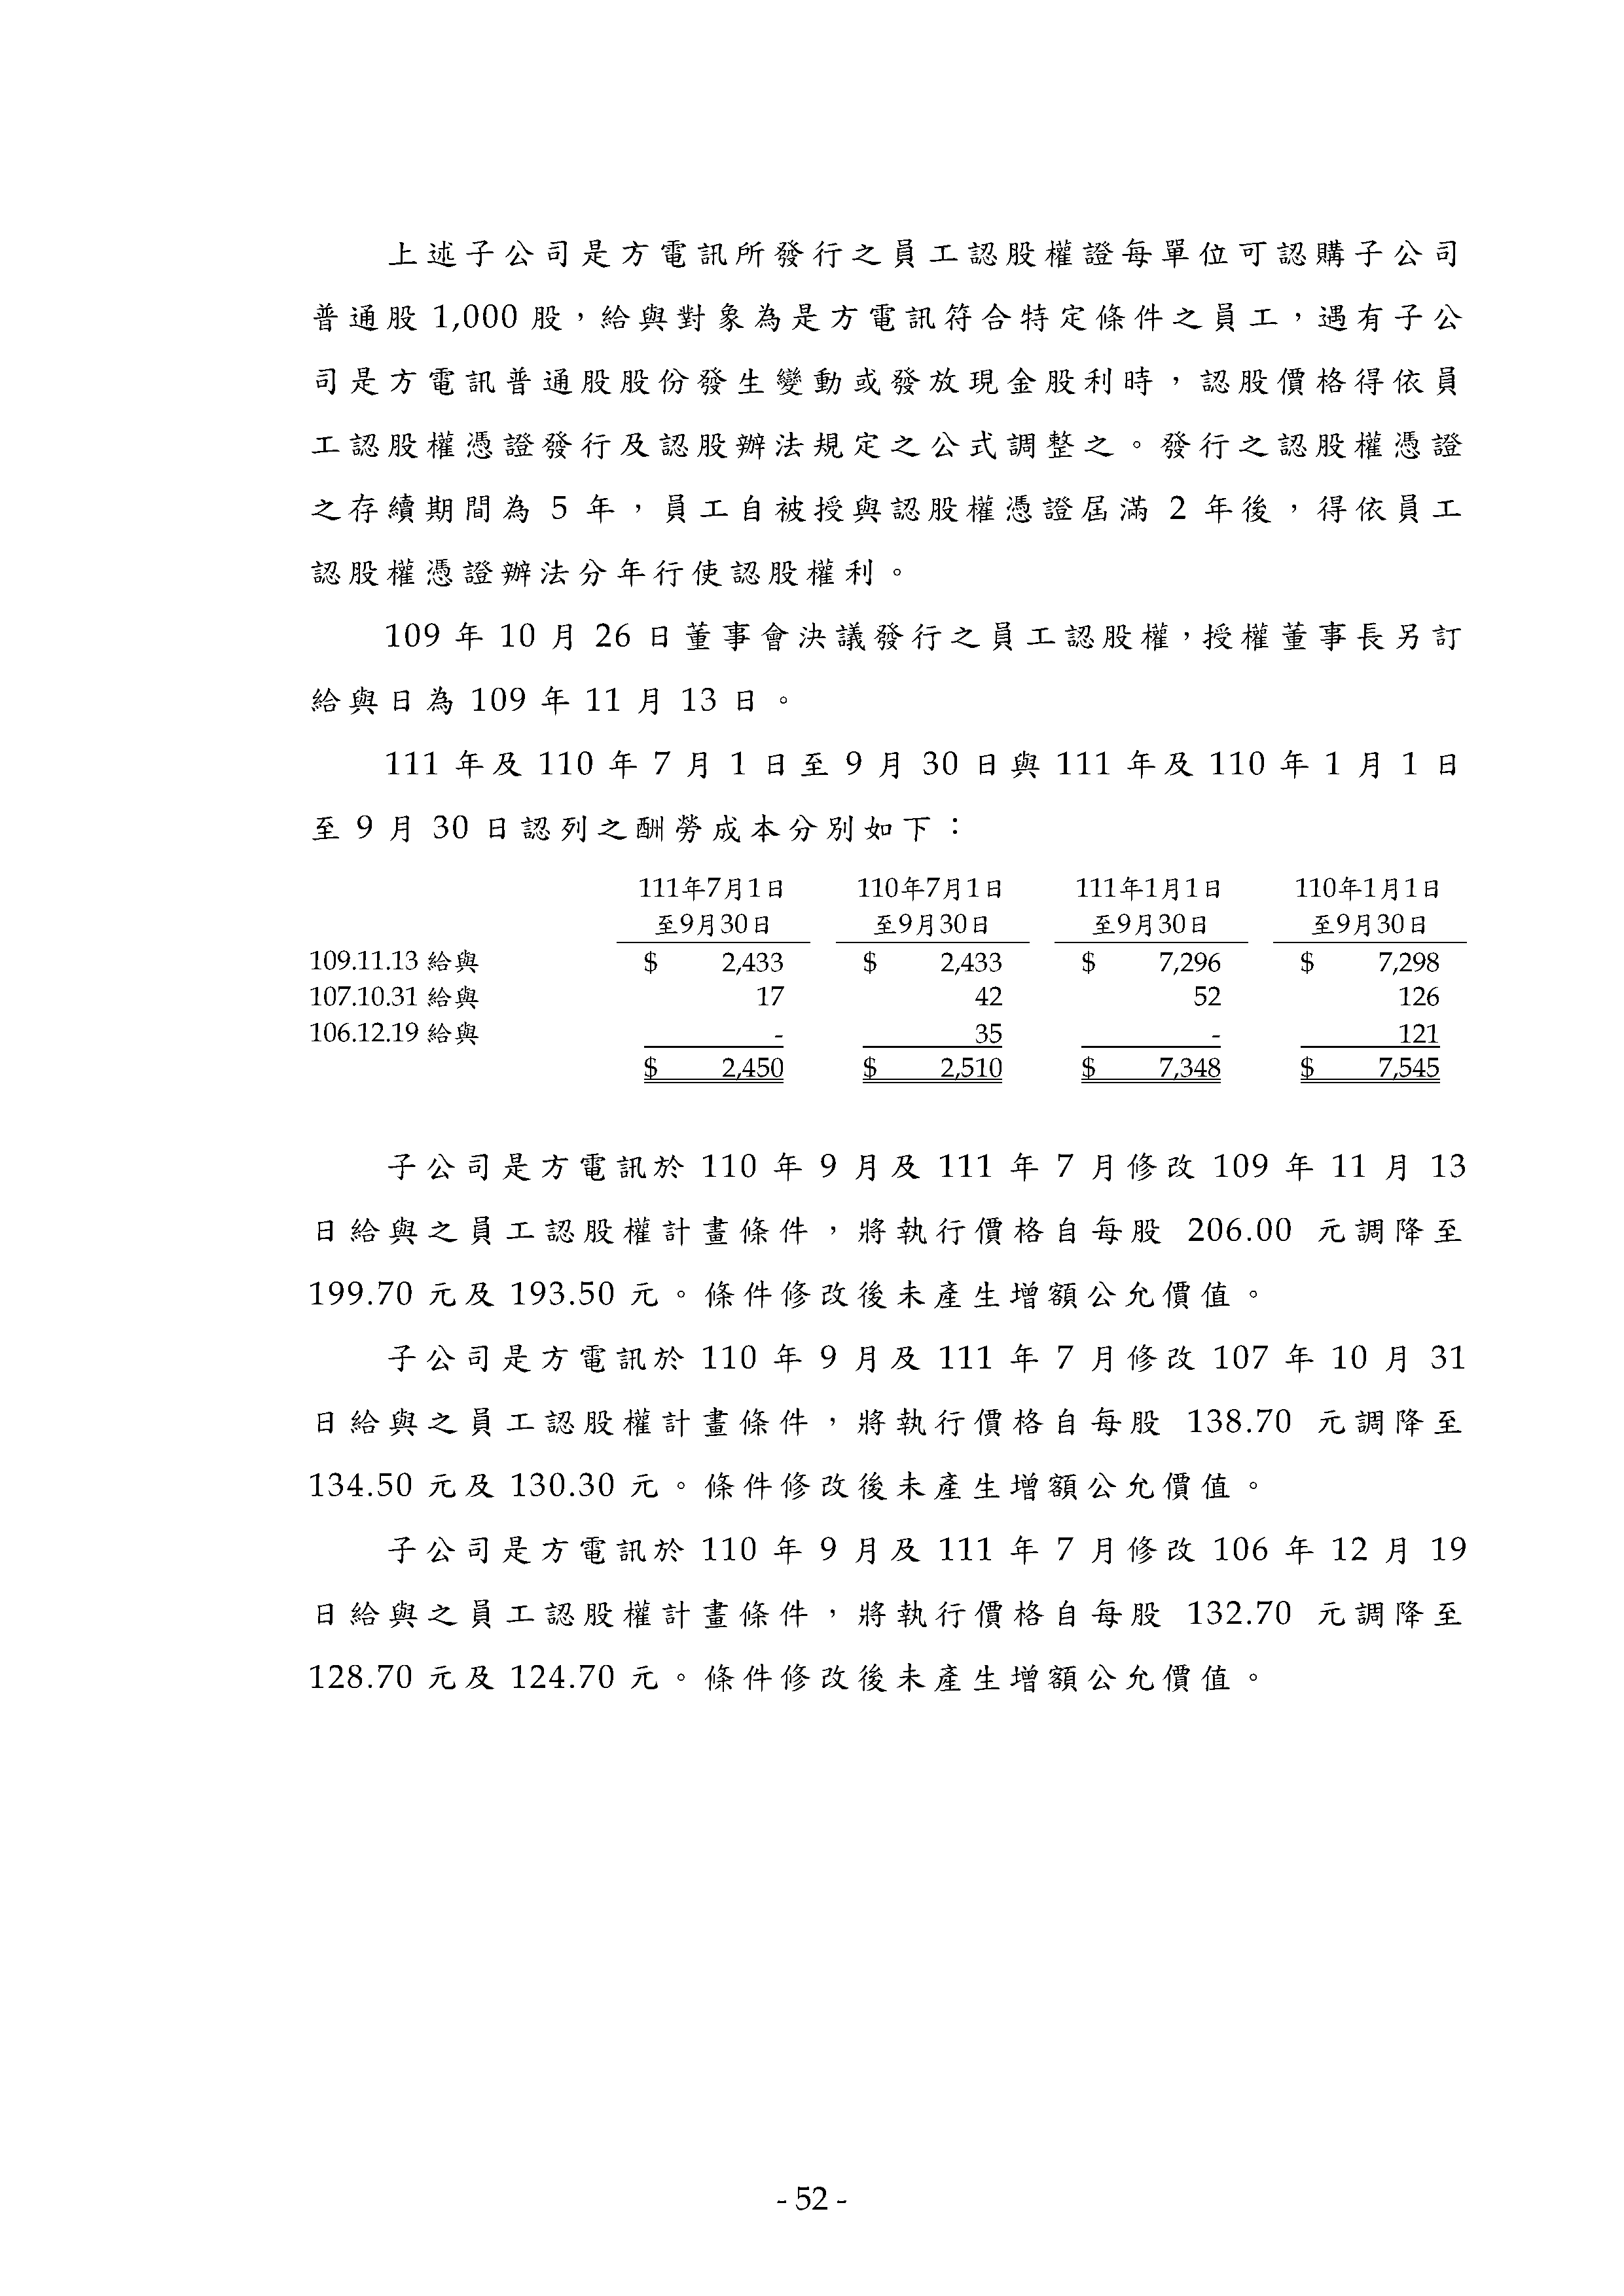 上述子公司是方電訊所發行之員工認股權證每單位可認購子公司
普通股 1,000 股，給與對象為是方電訊符合特定條件之員工，遇有子公
司是方電訊普通股股份發生變動或發放現金股利時，認股價格得依員
工認股權憑證發行及認股辦法規定之公式調整之。發行之認股權憑證
之存續期間為 5 年，員工自被授與認股權憑證屆滿 2 年後，得依員工
認股權憑證辦法分年行使認股權利。
109 年 10 月 26 日董事會決議發行之員工認股權，授權董事長另訂
給與日為 109 年 11 月 13 日。
111 年及 110 年 7 月 1 日至 9 月 30 日與 111 年及 110 年 1 月 1 日
至 9 月 30 日認列之酬勞成本分別如下：
111年7月1日 110年7月1日 111年1月1日 110年1月1日
至9月30日 至9月30日 至9月30日 至9月30日
109.11.13 給與 $ 2,433 $ 2,433 $ 7,296 $ 7,298
107.10.31 給與 17 42 52 126
106.12.19 給與 - 35 - 121
$ 2,450 $ 2,510 $ 7,348 $ 7,545
子公司是方電訊於 110 年 9 月及 111 年 7 月修改 109 年 11 月 13
日給與之員工認股權計畫條件，將執行價格自每股 206.00 元調降至
199.70 元及 193.50 元。條件修改後未產生增額公允價值。
子公司是方電訊於 110 年 9 月及 111 年 7 月修改 107 年 10 月 31
日給與之員工認股權計畫條件，將執行價格自每股 138.70 元調降至
134.50 元及 130.30 元。條件修改後未產生增額公允價值。
子公司是方電訊於 110 年 9 月及 111 年 7 月修改 106 年 12 月 19
日給與之員工認股權計畫條件，將執行價格自每股 132.70 元調降至
128.70 元及 124.70 元。條件修改後未產生增額公允價值。
- 52 -